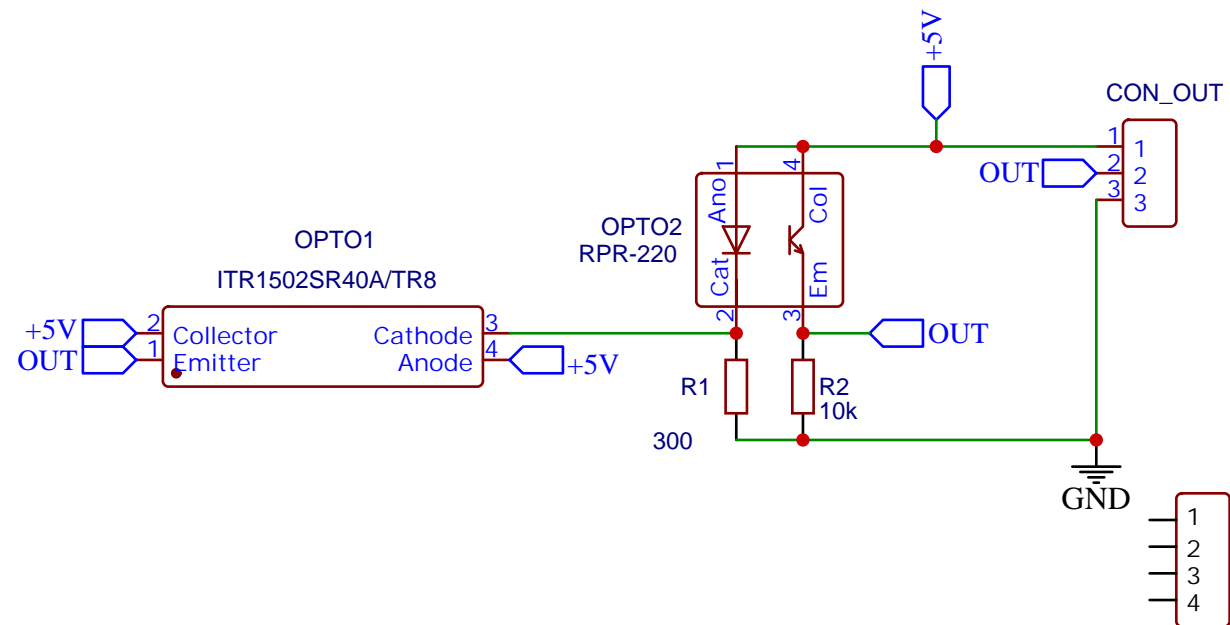 +5V
CON_OUT
1
1
OUT
2
2
3
3
1
4
Ano
Col
OPTO2
RPR-220
Cat
Em
2
3
OPTO1
ITR1502SR40A/TR8
+5V
2
Collector
Cathode
3
OUT
1
Emitter
Anode
4
+5V
OUT
R1
R2
10k
300
GND
1
2
3
4